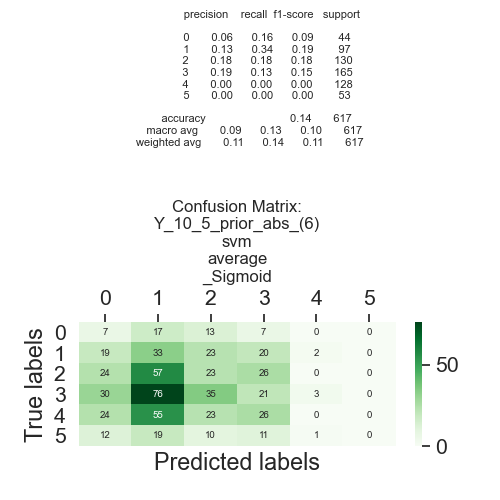 precision recall f1-score support
0 0.06 0.16 0.09 44
1 0.13 0.34 0.19 97
2 0.18 0.18 0.18 130
3 0.19 0.13 0.15 165
4 0.00 0.00 0.00 128
5 0.00 0.00 0.00 53
accuracy 0.14 617
macro avg 0.09 0.13 0.10 617
weighted avg 0.11 0.14 0.11 617
Confusion Matrix:
Y_10_5_prior_abs_(6)
svm
average
_Sigmoid
0 1 2 3 4 5
0 7 17 13 7 0 0
1 19 33 23 20 2 0
2 24 57 23 26 0 0
3 30 76 35 21 3 0
4 24 55 23 26 0 0
5 12 19 10 11 1 0
True labels
Predicted labels
50
0